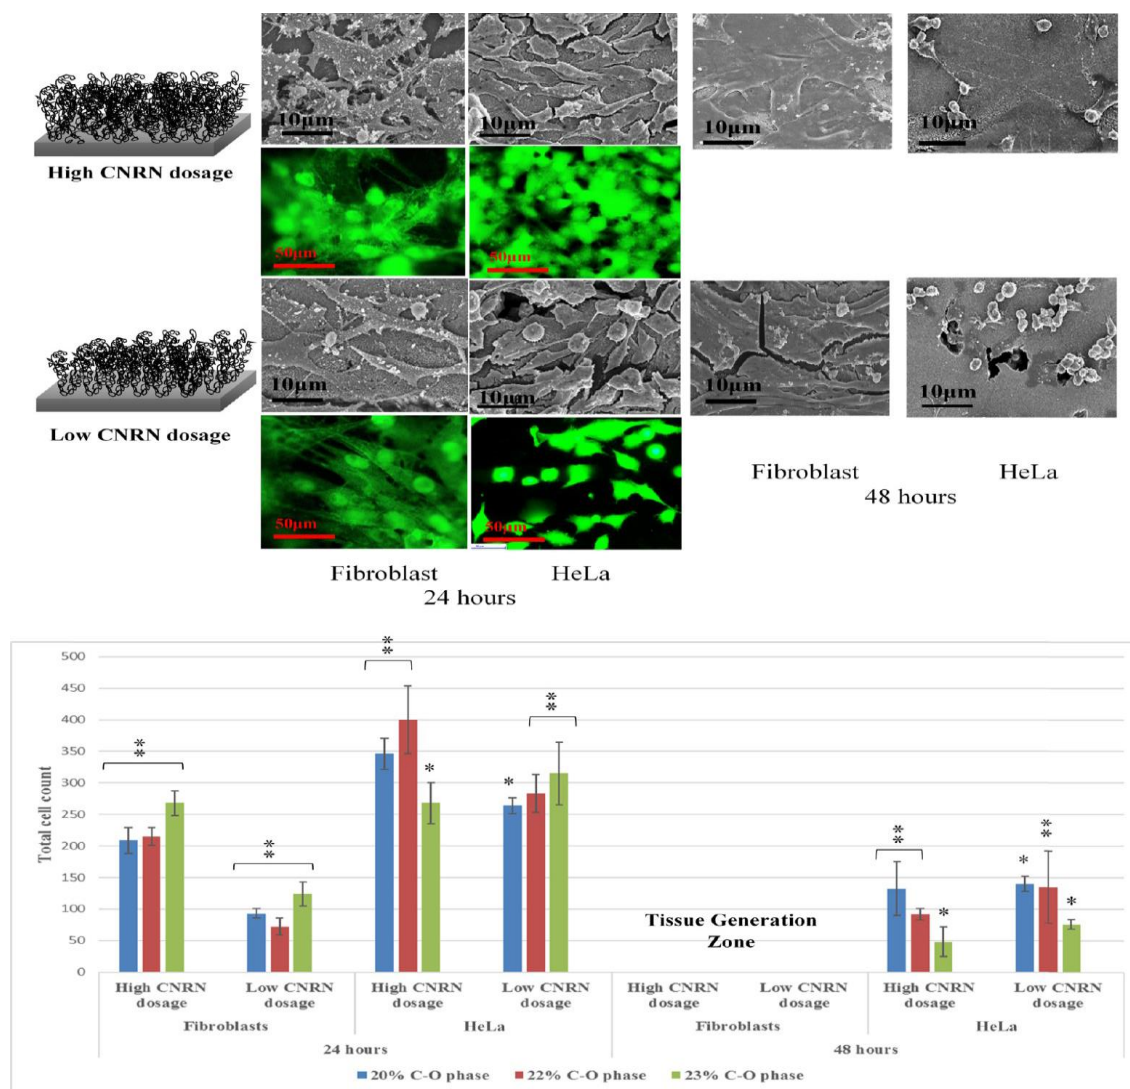 10μm
10μm
10μm
10μm
High CNRN dosage
50μm
50μm
10μm
10μm
10μm
10μm
Low CNRN dosage
50μm
50μm
Fibroblast
HeLa
48 hours
Fibroblast
HeLa
24 hours
**
**
**
**
*
*
**
*
*
**
*
Total cell count
500
450
400
350
300
250
200
150
100
50
0
Tissue Generation
Zone
High CNRN
dosage
Low CNRN
dosage
High CNRN
dosage
Low CNRN
dosage
High CNRN
dosage
Low CNRN
dosage
High CNRN
dosage
Low CNRN
dosage
Fibroblasts
HeLa
Fibroblasts
HeLa
24 hours
48 hours
20% C-O phase
22% C-O phase
23% C-O phase